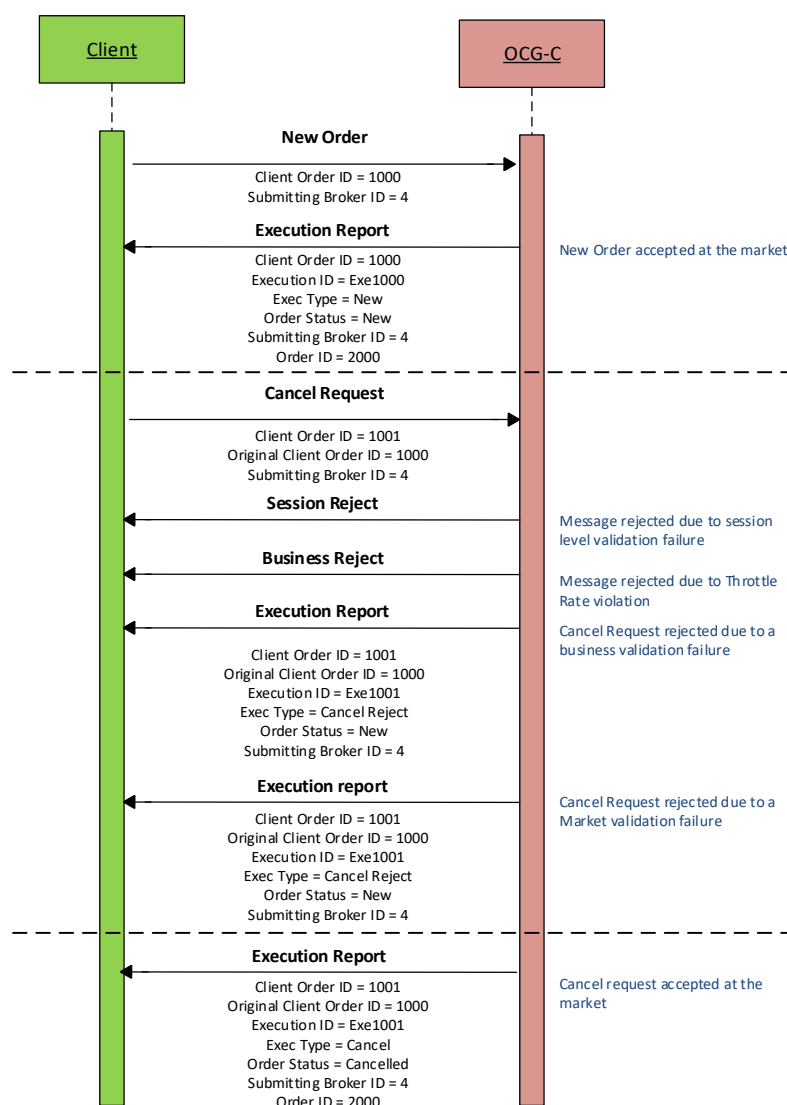 Client
OCG-C
New Order
Client Order ID = 1000
Submitting Broker ID = 4
Execution Report
New Order accepted at the market
Client Order ID = 1000
Execution ID = Exe1000
Exec Type = New
Order Status = New
Submitting Broker ID = 4
Order ID = 2000
Cancel Request
Client Order ID = 1001
Original Client Order ID = 1000
Submitting Broker ID = 4
Session Reject
Message rejected due to session
level validation failure
Business Reject
Message rejected due to Throttle
Rate violation
Execution Report
Cancel Request rejected due to a
business validation failure
Client Order ID = 1001
Original Client Order ID = 1000
Execution ID = Exe1001
Exec Type = Cancel Reject
Order Status = New
Submitting Broker ID = 4
Execution report
Cancel Request rejected due to a
Market validation failure
Client Order ID = 1001
Original Client Order ID = 1000
Execution ID = Exe1001
Exec Type = Cancel Reject
Order Status = New
Submitting Broker ID = 4
Execution Report
Cancel request accepted at the
market
Client Order ID = 1001
Original Client Order ID = 1000
Execution ID = Exe1001
Exec Type = Cancel
Order Status = Cancelled
Submitting Broker ID = 4
Order ID = 2000